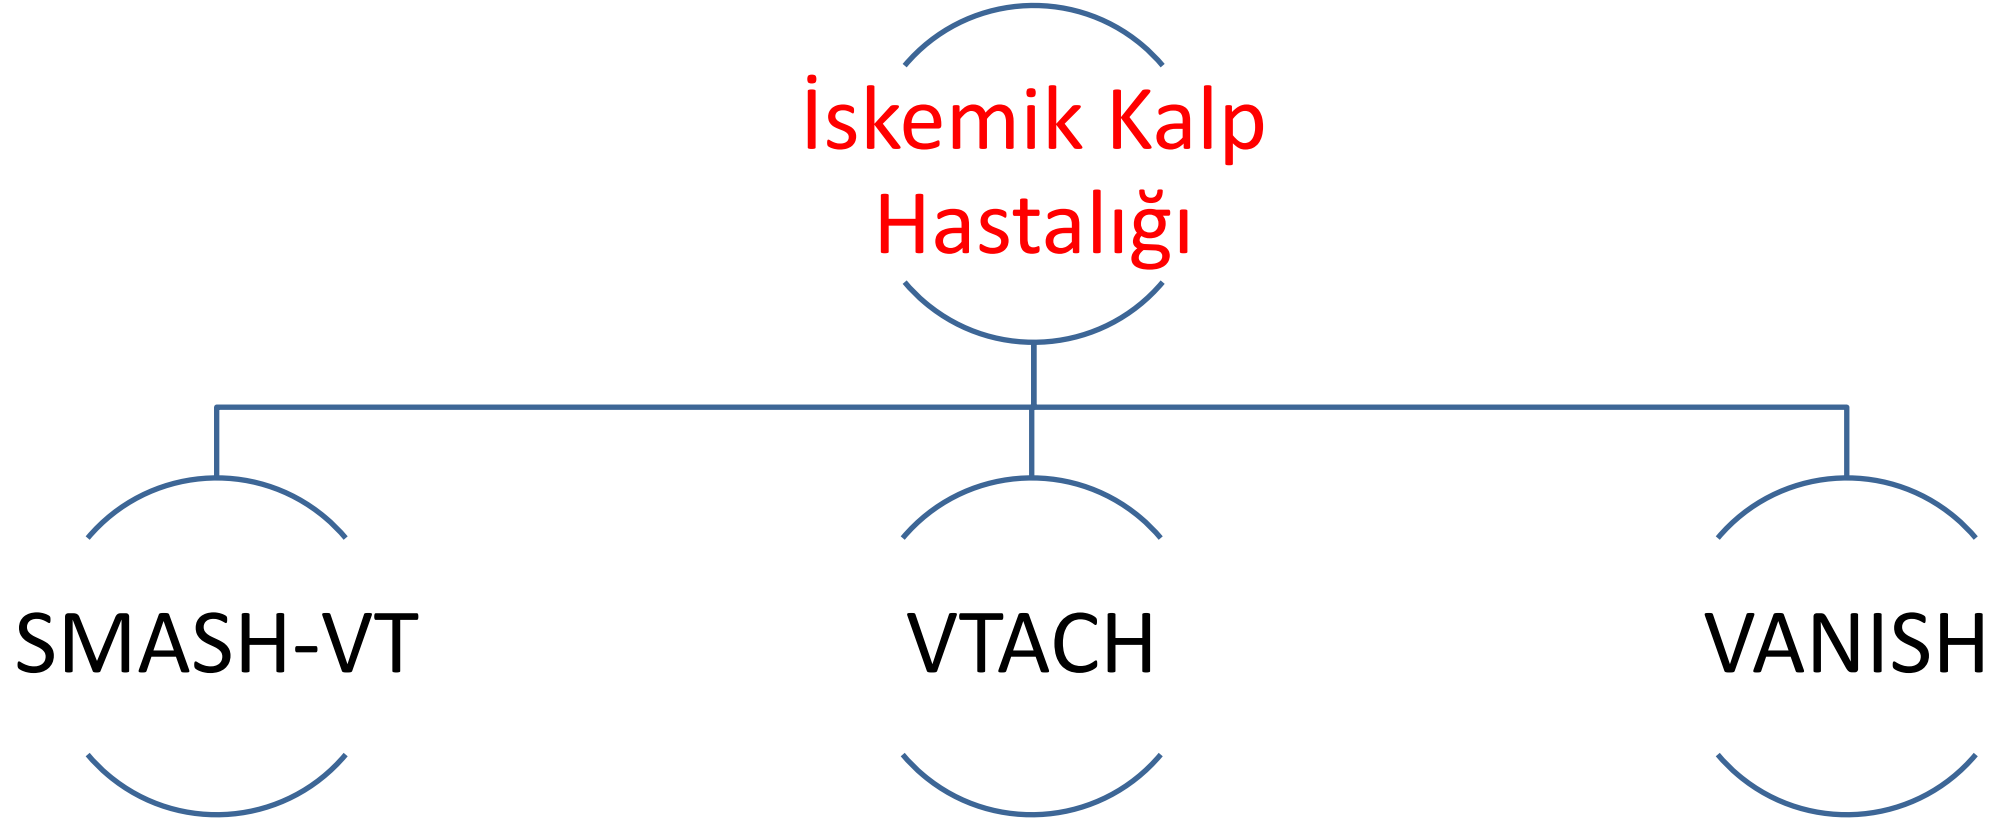 İskemik Kalp
Hastalığı
SMASH-VT
VTACH
VANISH